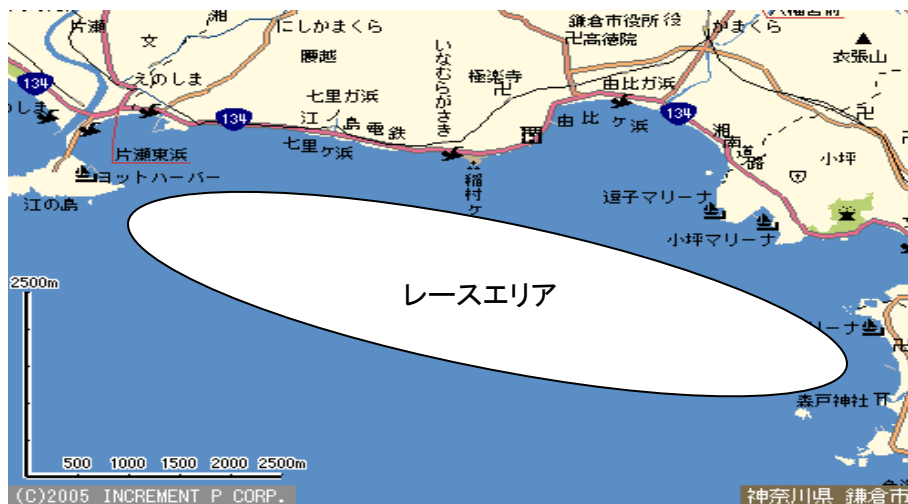 片瀬
湘
文
にしかまくら
腰越
鎌倉市役所
卍高徳院
かまくら
衣張山
134
えのしま
いなむらがさき
極楽寺
卍
由比ガ浜
134
七里ガ浜
134
江ノ島電鉄
七里ヶ浜
由比ヶ浜
湘南道路
小坪
片瀬東浜
ヨットハーバー
江の島
稲村ヶ
逗子マリーナ
小坪マリーナ
レースエリア
2500m
リーナ
卍
森戸神社
500 1000 1500 2000 2500m
(C)2005 INCREMENT P CORP.
神奈川県 鎌倉市